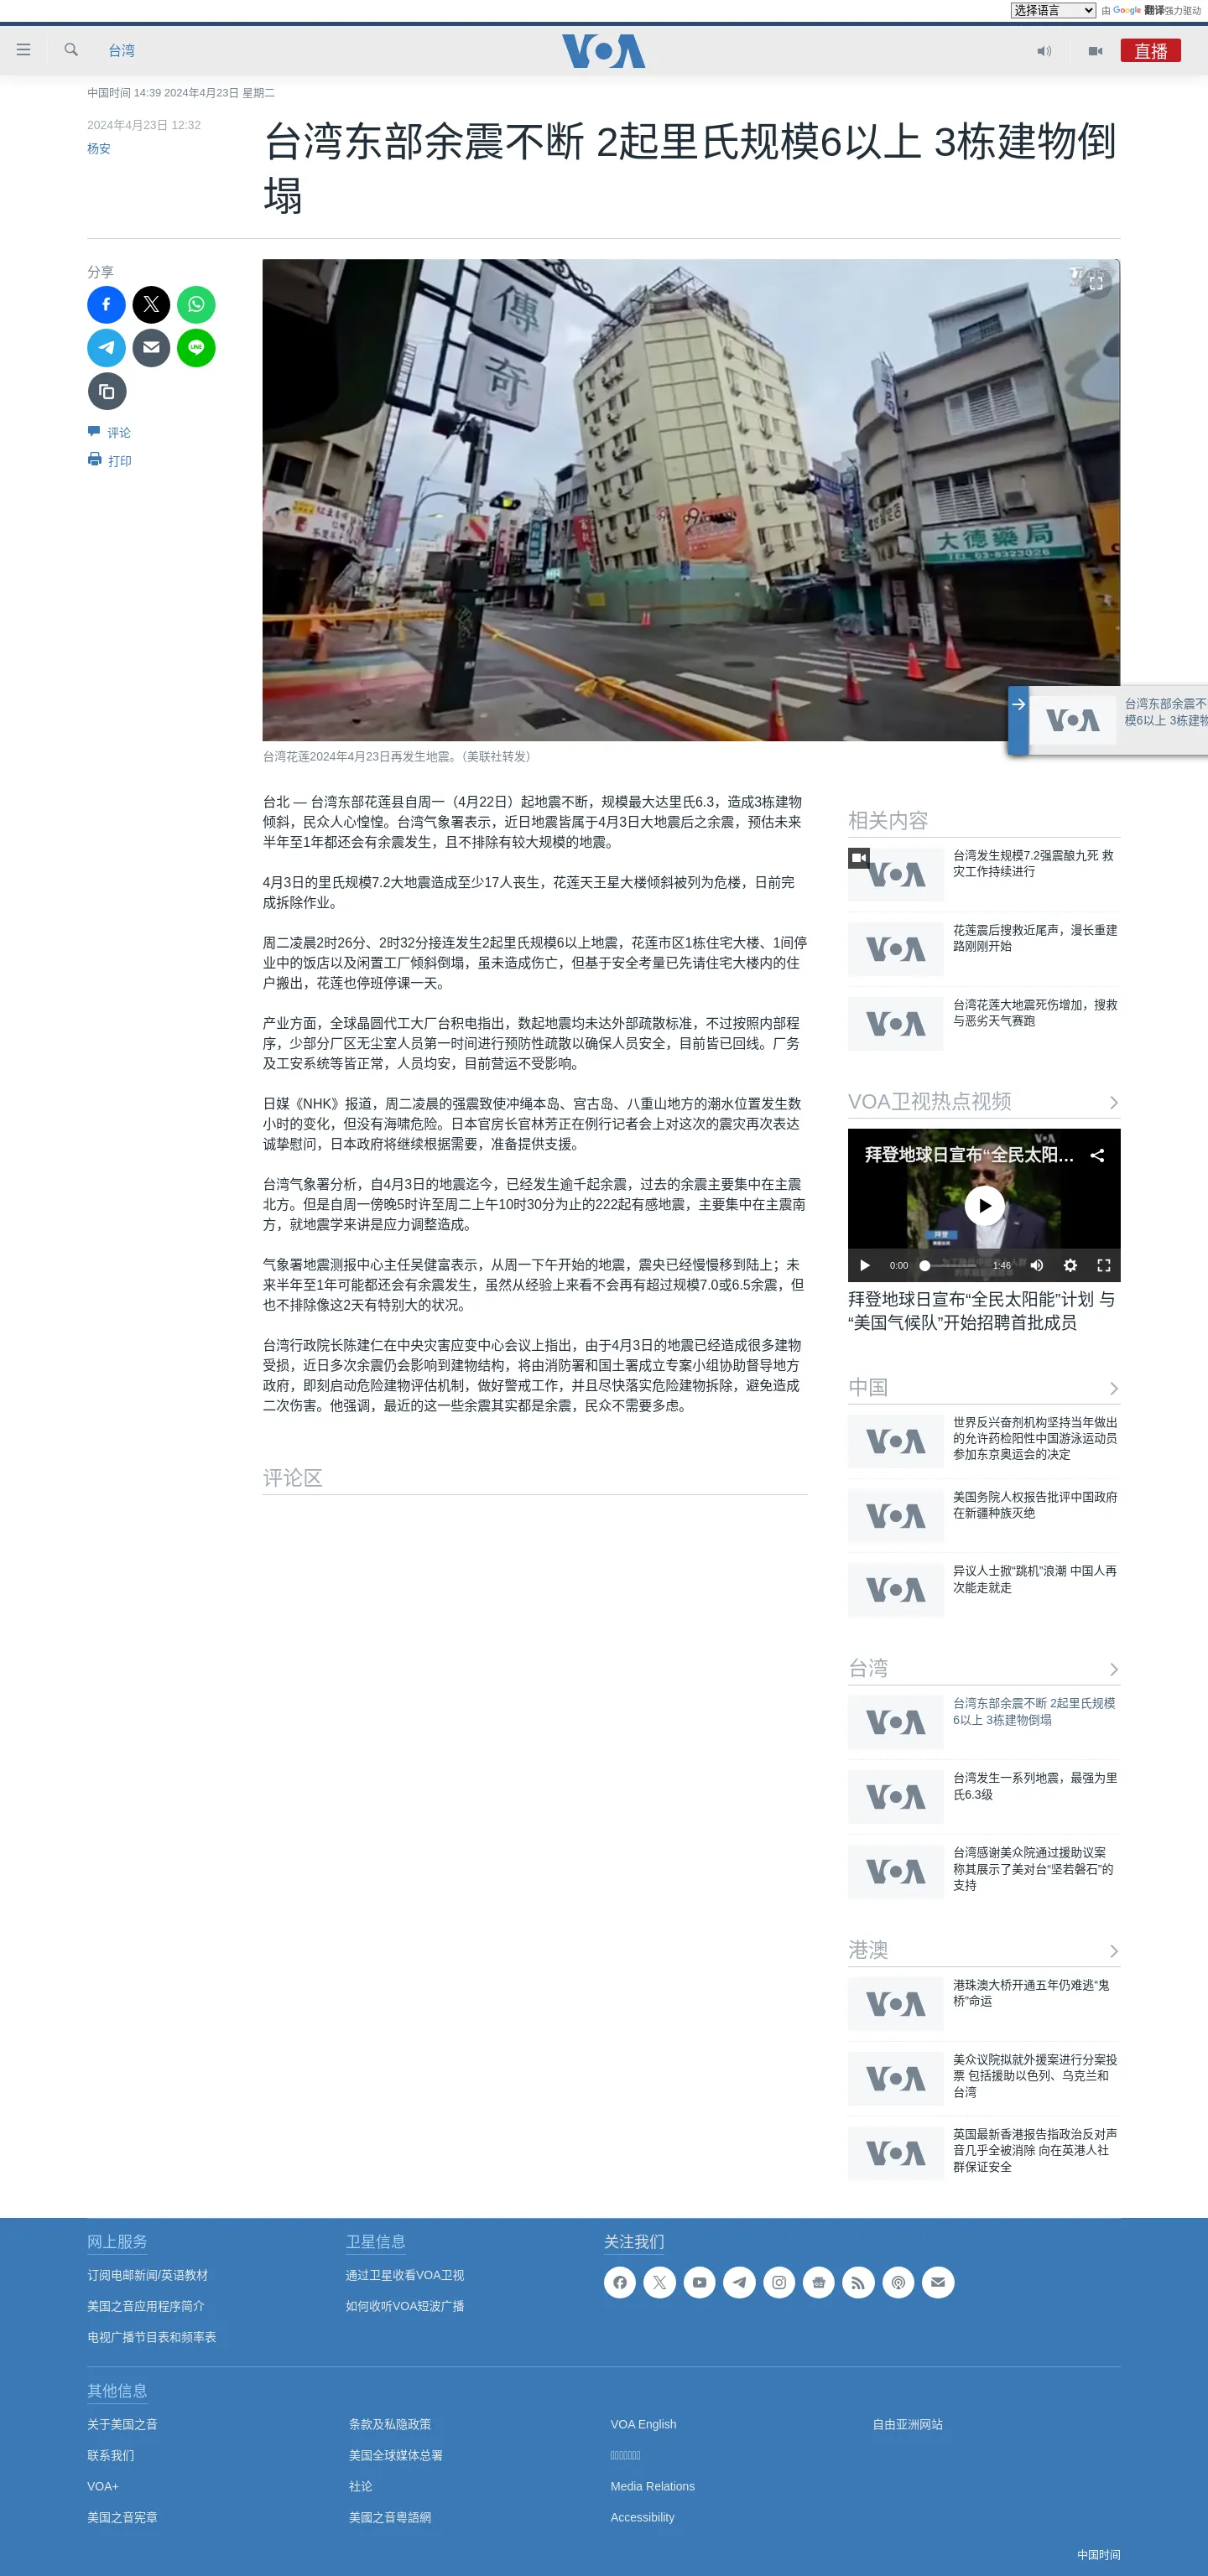 选择语言
由 Google 翻译强力驱动
台湾
VOA
直播
中国时间 14:39 2024年4月23日 星期二
2024年4月23日 12:32
杨安
台湾东部余震不断 2起里氏规模6以上 3栋建物倒
塌
分享
评论
打印
傳奇
大德藥局
TEL 03-8323026
台湾花莲2024年4月23日再发生地震。（美联社转发）
台湾东部余震不
模6以上 3栋建物
台北 — 台湾东部花莲县自周一（4月22日）起地震不断，规模最大达里氏6.3，造成3栋建物
倾斜，民众人心惶惶。台湾气象署表示，近日地震皆属于4月3日大地震后之余震，预估未来
半年至1年都还会有余震发生，且不排除有较大规模的地震。
4月3日的里氏规模7.2大地震造成至少17人丧生，花莲天王星大楼倾斜被列为危楼，日前完
成拆除作业。
周二凌晨2时26分、2时32分接连发生2起里氏规模6以上地震，花莲市区1栋住宅大楼、1间停
业中的饭店以及闲置工厂倾斜倒塌，虽未造成伤亡，但基于安全考量已先请住宅大楼内的住
户搬出，花莲也停班停课一天。
产业方面，全球晶圆代工大厂台积电指出，数起地震均未达外部疏散标准，不过按照内部程
序，少部分厂区无尘室人员第一时间进行预防性疏散以确保人员安全，目前皆已回线。厂务
及工安系统等皆正常，人员均安，目前营运不受影响。
日媒《NHK》报道，周二凌晨的强震致使冲绳本岛、宫古岛、八重山地方的潮水位置发生数
小时的变化，但没有海啸危险。日本官房长官林芳正在例行记者会上对这次的震灾再次表达
诚挚慰问，日本政府将继续根据需要，准备提供支援。
台湾气象署分析，自4月3日的地震迄今，已经发生逾千起余震，过去的余震主要集中在主震
北方。但是自周一傍晚5时许至周二上午10时30分为止的222起有感地震，主要集中在主震南
方，就地震学来讲是应力调整造成。
气象署地震测报中心主任吴健富表示，从周一下午开始的地震，震央已经慢慢移到陆上；未
来半年至1年可能都还会有余震发生，虽然从经验上来看不会再有超过规模7.0或6.5余震，但
也不排除像这2天有特别大的状况。
台湾行政院长陈建仁在中央灾害应变中心会议上指出，由于4月3日的地震已经造成很多建物
受损，近日多次余震仍会影响到建物结构，将由消防署和国土署成立专案小组协助督导地方
政府，即刻启动危险建物评估机制，做好警戒工作，并且尽快落实危险建物拆除，避免造成
二次伤害。他强调，最近的这一些余震其实都是余震，民众不需要多虑。
评论区
相关内容
台湾发生规模7.2强震酿九死 救
灾工作持续进行
花莲震后搜救近尾声，漫长重建
路刚刚开始
台湾花莲大地震死伤增加，搜救
与恶劣天气赛跑
VOA卫视热点视频
拜登地球日宣布“全民太阳...
0:00
1:46
拜登地球日宣布“全民太阳能”计划 与
“美国气候队”开始招聘首批成员
中国
世界反兴奋剂机构坚持当年做出
的允许药检阳性中国游泳运动员
参加东京奥运会的决定
美国务院人权报告批评中国政府
在新疆种族灭绝
异议人士掀“跳机”浪潮 中国人再
次能走就走
台湾
台湾东部余震不断 2起里氏规模
6以上 3栋建物倒塌
台湾发生一系列地震，最强为里
氏6.3级
台湾感谢美众院通过援助议案
称其展示了美对台“坚若磐石”的
支持
港澳
港珠澳大桥开通五年仍难逃“鬼
桥”命运
美众议院拟就外援案进行分案投
票 包括援助以色列、乌克兰和
台湾
英国最新香港报告指政治反对声
音几乎全被消除 向在英港人社
群保证安全
网上服务
订阅电邮新闻/英语教材
美国之音应用程序简介
电视广播节目表和频率表
卫星信息
通过卫星收看VOA卫视
如何收听VOA短波广播
关注我们
其他信息
关于美国之音
联系我们
VOA+
美国之音宪章
条款及私隐政策
美国全球媒体总署
社论
美國之音粵語網
VOA English
Media Relations
Accessibility
自由亚洲网站
中国时间